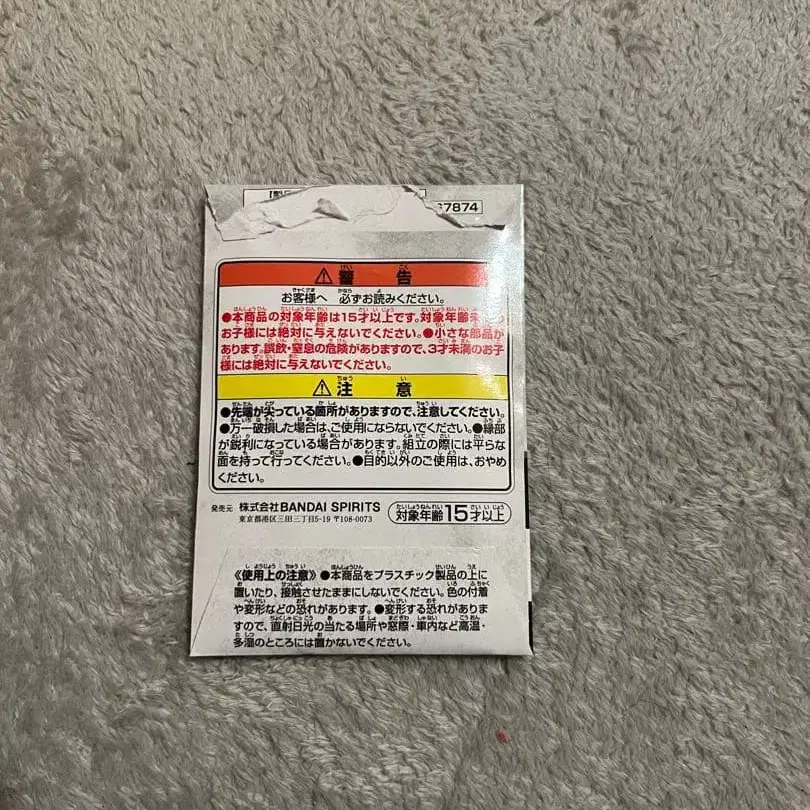 67874
⚠警告
お客様へ 必ずお読みください。
●本商品の対象年齢は15才以上です。対象年齢未
お子様には絶対に与えないでください。●小さな部品が
あります。誤飲・窒息の危険がありますので、3才未満のお子
様には絶対に与えないでください。
⚠注意
●先端が尖っている箇所がありますので、注意してください。
●万一破損した場合は、ご使用にならないでください。●縁部
が鋭利になっている場合があります。組立の際には平らな
面を持って行ってください。●目的以外のご使用は、おやめ
ください。
発売元 株式会社BANDAI SPIRITS
東京都港区三田三丁目5-19 〒108-0073
対象年齢15才以上
《使用上の注意》●本商品をプラスチック製品の上に
置いたり、接触させたままにしないでください。色の付着
や変形などの恐れがあります。●変形する恐れがありま
すので、直射日光の当たる場所や窓際・車内など高温・
多湿のところには置かないでください。